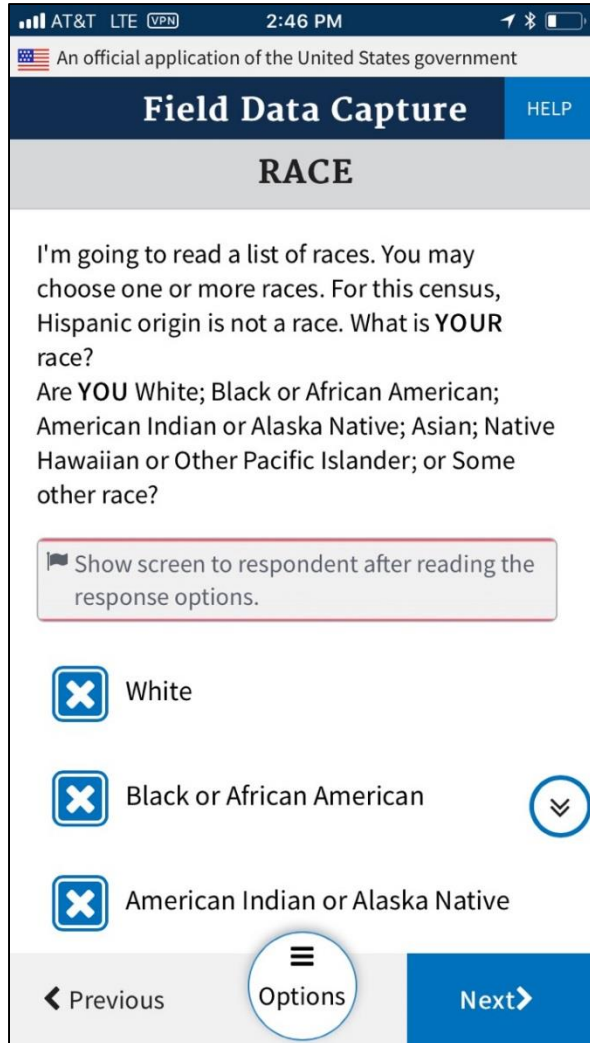 AT&T LTE VPN 2:46 PM
An official application of the United States government
Field Data Capture HELP
RACE
I'm going to read a list of races. You may
choose one or more races. For this census,
Hispanic origin is not a race. What is YOUR
race?
Are YOU White; Black or African American;
American Indian or Alaska Native; Asian; Native
Hawaiian or Other Pacific Islander; or Some
other race?
Show screen to respondent after reading the
response options.
White
Black or African American
American Indian or Alaska Native
Previous Options Next